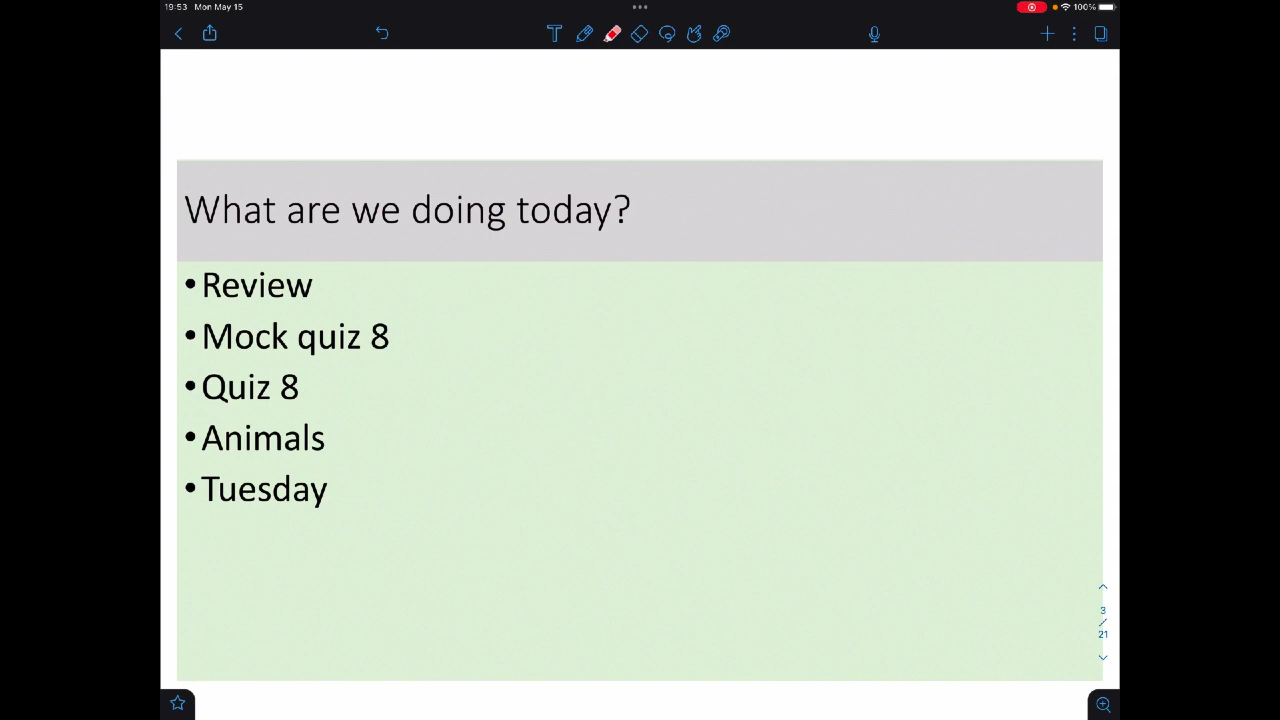 19:53 Mon May 15
100%
What are we doing today?
• Review
• Mock quiz 8
• Quiz 8
• Animals
• Tuesday
3
/
21